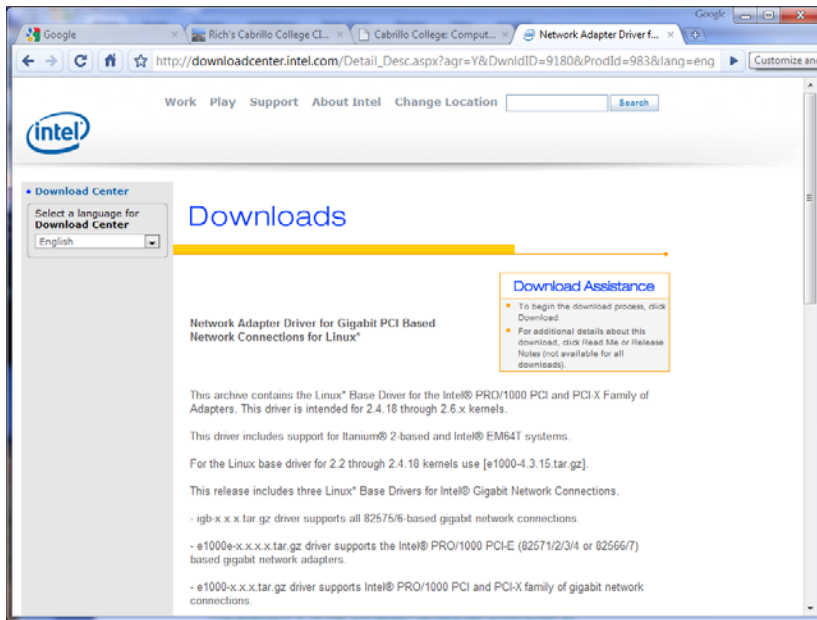 Google
Google
Rich's Cabrillo College CI...
Cabrillo College: Comput...
Network Adapter Driver f...
http://downloadcenter.intel.com/Detail_Desc.aspx?agr=Y&DwnldID=9180&ProdId=983&lang=eng
Customize an
Work Play Support About Intel Change Location
Search
intel
Download Center
Select a language for
Download Center
English
Downloads
Download Assistance
To begin the download process, click
Download.
For additional details about this
download, click Read Me or Release
Notes (not available for all
downloads).
Network Adapter Driver for Gigabit PCI Based
Network Connections for Linux*
This archive contains the Linux* Base Driver for the Intel® PRO/1000 PCI and PCI-X Family of
Adapters. This driver is intended for 2.4.18 through 2.6.x kernels.
This driver includes support for Itanium® 2-based and Intel® EM64T systems.
For the Linux base driver for 2.2 through 2.4.18 kernels use [e1000-4.3.15.tar.gz].
This release includes three Linux* Base Drivers for Intel® Gigabit Network Connections.
- igb-x.x.x.tar.gz driver supports all 82575/6-based gigabit network connections.
- e1000e-x.x.x.x.tar.gz driver supports the Intel® PRO/1000 PCI-E (82571/2/3/4 or 82566/7)
based gigabit network adapters.
- e1000-x.x.x.tar.gz driver supports Intel® PRO/1000 PCI and PCI-X family of gigabit network
connections.